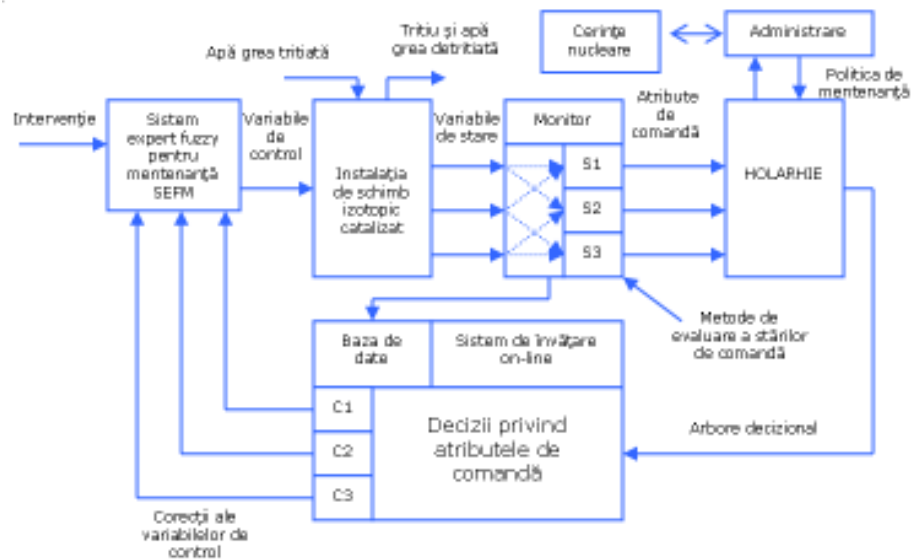 Cerințe
nucleare
Administrare
Tritiu și apă
grea detritiată
Apă grea tritiată
Politica de
mentenanță
Intervenție
Sistem
expert fuzzy
pentru
mentenanță
SEFM
Variabile
de
control
Instalația
de schimb
izotopic
catalizat
Variabile
de stare
Monitor
S1
S2
S3
Atribute
de
comandă
HOLARHIE
Metode de
evaluare a stărilor
de comandă
Baza de
date
Sistem de învățare
on-line
C1
C2
C3
Decizii privind
atributele de
comandă
Arbore decizional
Corecții ale
variabilelor de
control